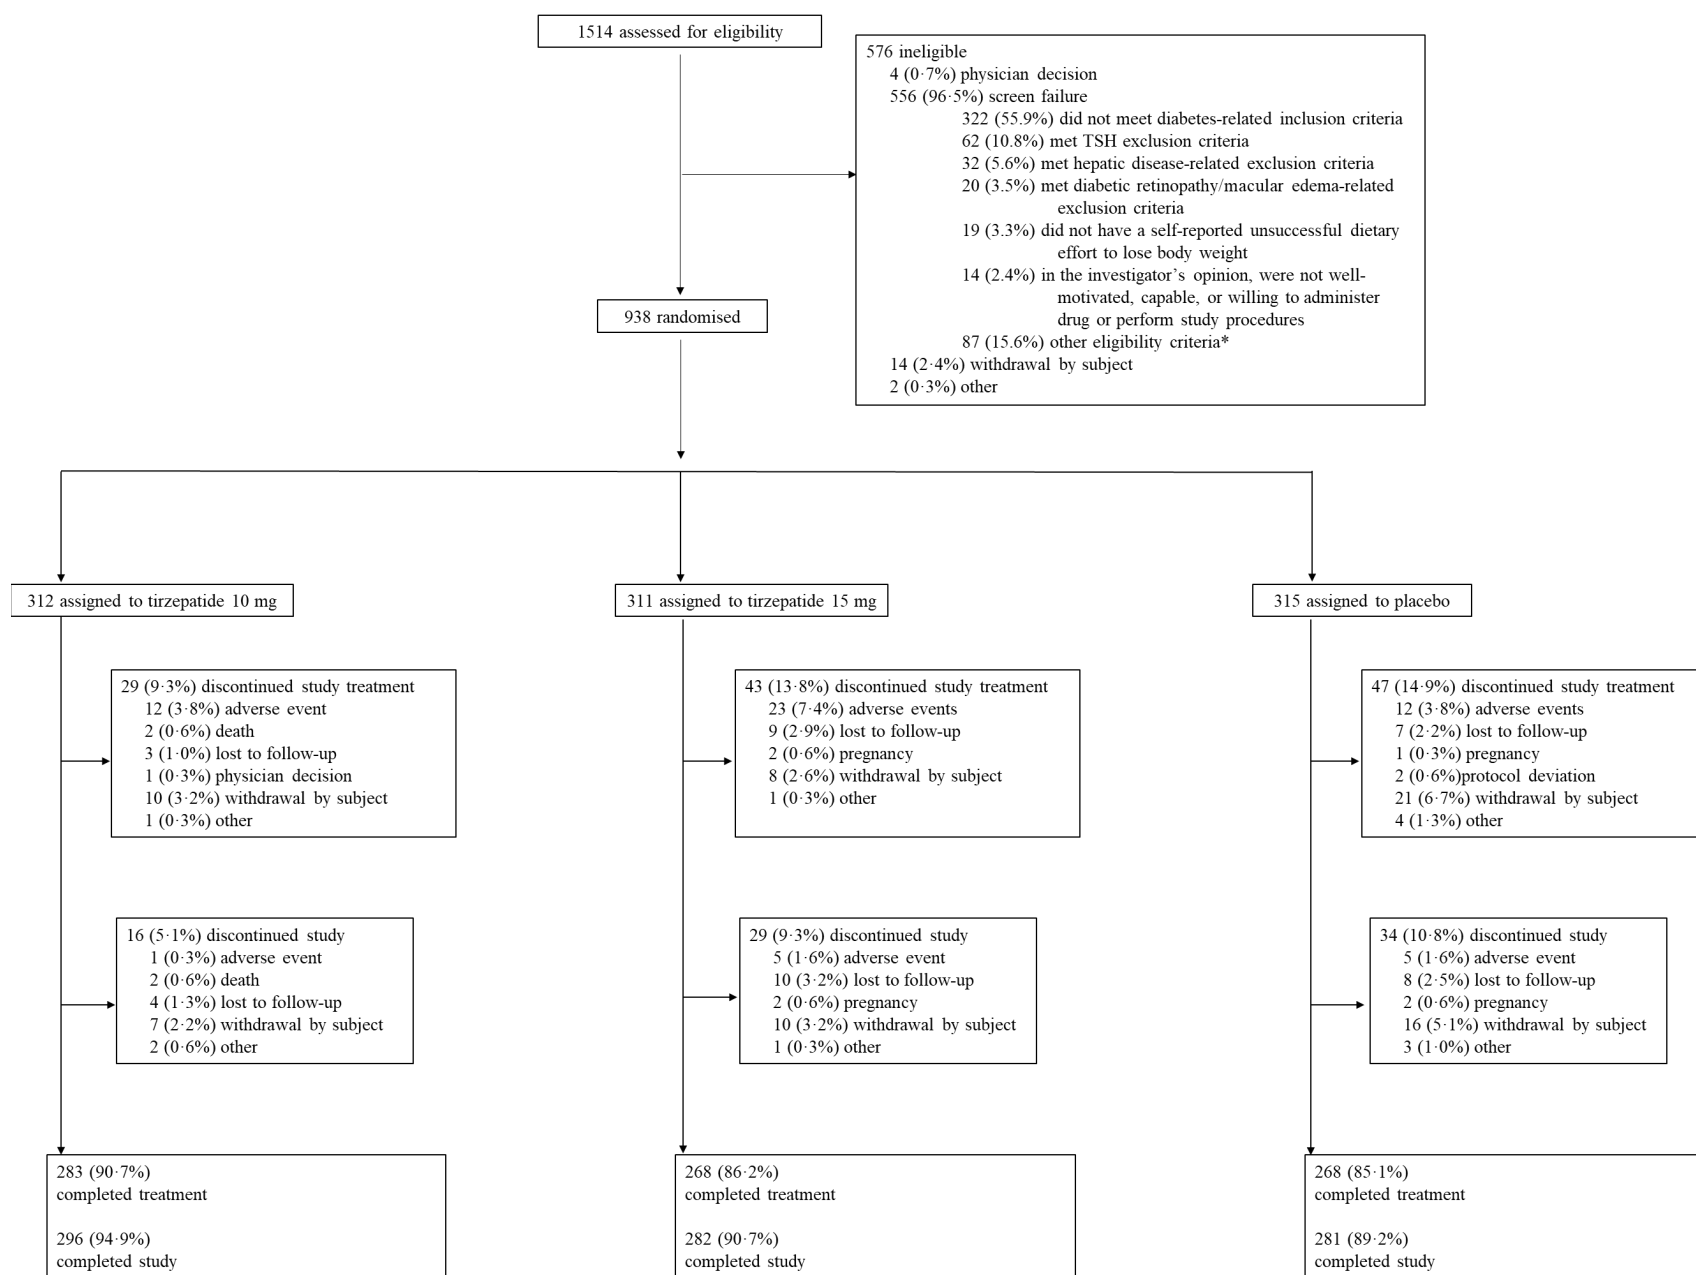 1514 assessed for eligibility
576 ineligible
4 (0·7%) physician decision
556 (96·5%) screen failure
322 (55.9%) did not meet diabetes-related inclusion criteria
62 (10.8%) met TSH exclusion criteria
32 (5.6%) met hepatic disease-related exclusion criteria
20 (3.5%) met diabetic retinopathy/macular edema-related
exclusion criteria
19 (3.3%) did not have a self-reported unsuccessful dietary
effort to lose body weight
14 (2.4%) in the investigator’s opinion, were not well-
motivated, capable, or willing to administer
drug or perform study procedures
87 (15.6%) other eligibility criteria*
14 (2·4%) withdrawal by subject
2 (0·3%) other
938 randomised
312 assigned to tirzepatide 10 mg
29 (9·3%) discontinued study treatment
12 (3·8%) adverse event
2 (0·6%) death
3 (1·0%) lost to follow-up
1 (0·3%) physician decision
10 (3·2%) withdrawal by subject
1 (0·3%) other
16 (5·1%) discontinued study
1 (0·3%) adverse event
2 (0·6%) death
4 (1·3%) lost to follow-up
7 (2·2%) withdrawal by subject
2 (0·6%) other
283 (90·7%)
completed treatment
296 (94·9%)
completed study
311 assigned to tirzepatide 15 mg
43 (13·8%) discontinued study treatment
23 (7·4%) adverse events
9 (2·9%) lost to follow-up
2 (0·6%) pregnancy
8 (2·6%) withdrawal by subject
1 (0·3%) other
29 (9·3%) discontinued study
5 (1·6%) adverse event
10 (3·2%) lost to follow-up
2 (0·6%) pregnancy
10 (3·2%) withdrawal by subject
1 (0·3%) other
268 (86·2%)
completed treatment
282 (90·7%)
completed study
315 assigned to placebo
47 (14·9%) discontinued study treatment
12 (3·8%) adverse events
7 (2·2%) lost to follow-up
1 (0·3%) pregnancy
2 (0·6%)protocol deviation
21 (6·7%) withdrawal by subject
4 (1·3%) other
34 (10·8%) discontinued study
5 (1·6%) adverse event
8 (2·5%) lost to follow-up
2 (0·6%) pregnancy
16 (5·1%) withdrawal by subject
3 (1·0%) other
268 (85·1%)
completed treatment
281 (89·2%)
completed study